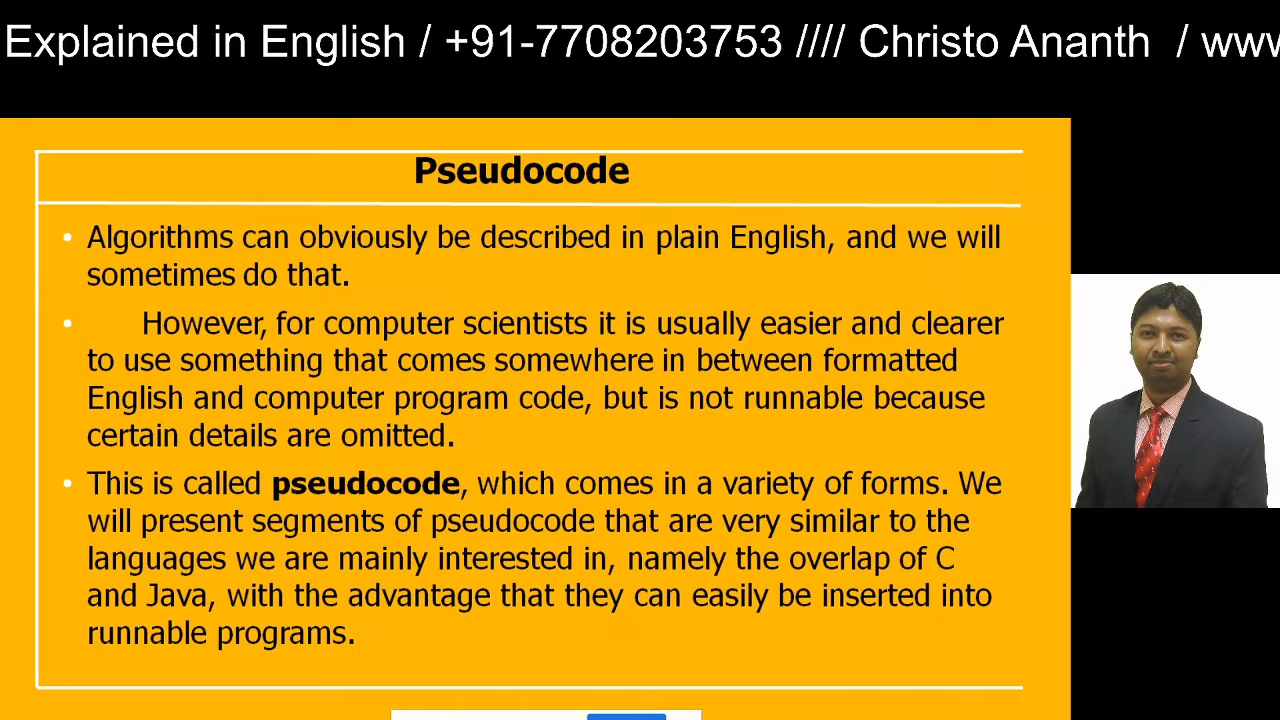 Explained in English / +91-7708203753 //// Christo Ananth / www
Pseudocode
• Algorithms can obviously be described in plain English, and we will
sometimes do that.
• However, for computer scientists it is usually easier and clearer
to use something that comes somewhere in between formatted
English and computer program code, but is not runnable because
certain details are omitted.
• This is called pseudocode, which comes in a variety of forms. We
will present segments of pseudocode that are very similar to the
languages we are mainly interested in, namely the overlap of C
and Java, with the advantage that they can easily be inserted into
runnable programs.